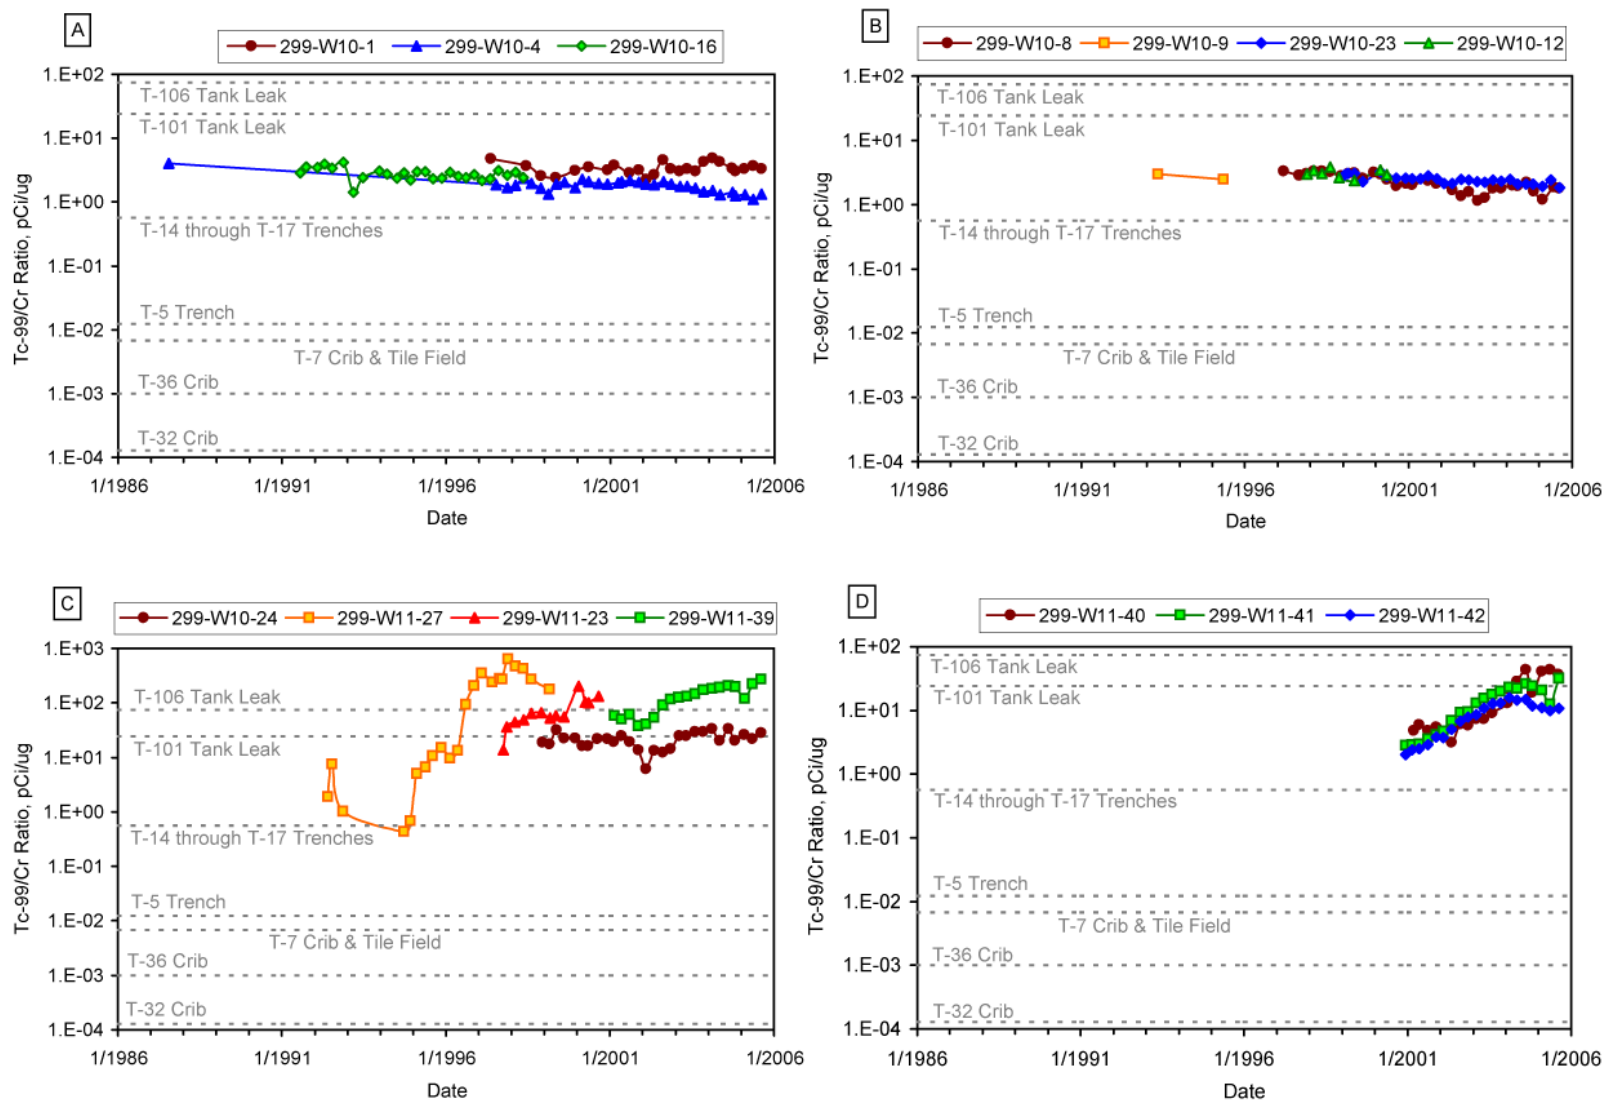 A
299-W10-1 299-W10-4 299-W10-16
1.E+02
1.E+01
1.E+00
1.E-01
1.E-02
1.E-03
1.E-04
Tc-99/Cr Ratio, pCi/ug
T-106 Tank Leak
T-101 Tank Leak
T-14 through T-17 Trenches
T-5 Trench
T-7 Crib & Tile Field
T-36 Crib
T-32 Crib
1/1986 1/1991 1/1996 1/2001 1/2006
Date
B
299-W10-8 299-W10-9 299-W10-23 299-W10-12
1.E+02
1.E+01
1.E+00
1.E-01
1.E-02
1.E-03
1.E-04
Tc-99/Cr Ratio, pCi/ug
T-106 Tank Leak
T-101 Tank Leak
T-14 through T-17 Trenches
T-5 Trench
T-7 Crib & Tile Field
T-36 Crib
T-32 Crib
1/1986 1/1991 1/1996 1/2001 1/2006
Date
C
299-W10-24 299-W11-27 299-W11-23 299-W11-39
1.E+03
1.E+02
1.E+01
1.E+00
1.E-01
1.E-02
1.E-03
1.E-04
Tc-99/Cr Ratio, pCi/ug
T-106 Tank Leak
T-101 Tank Leak
T-14 through T-17 Trenches
T-5 Trench
T-7 Crib & Tile Field
T-36 Crib
T-32 Crib
1/1986 1/1991 1/1996 1/2001 1/2006
Date
D
299-W11-40 299-W11-41 299-W11-42
1.E+02
1.E+01
1.E+00
1.E-01
1.E-02
1.E-03
1.E-04
Tc-99/Cr Ratio, pCi/ug
T-106 Tank Leak
T-101 Tank Leak
T-14 through T-17 Trenches
T-5 Trench
T-7 Crib & Tile Field
T-36 Crib
T-32 Crib
1/1986 1/1991 1/1996 1/2001 1/2006
Date